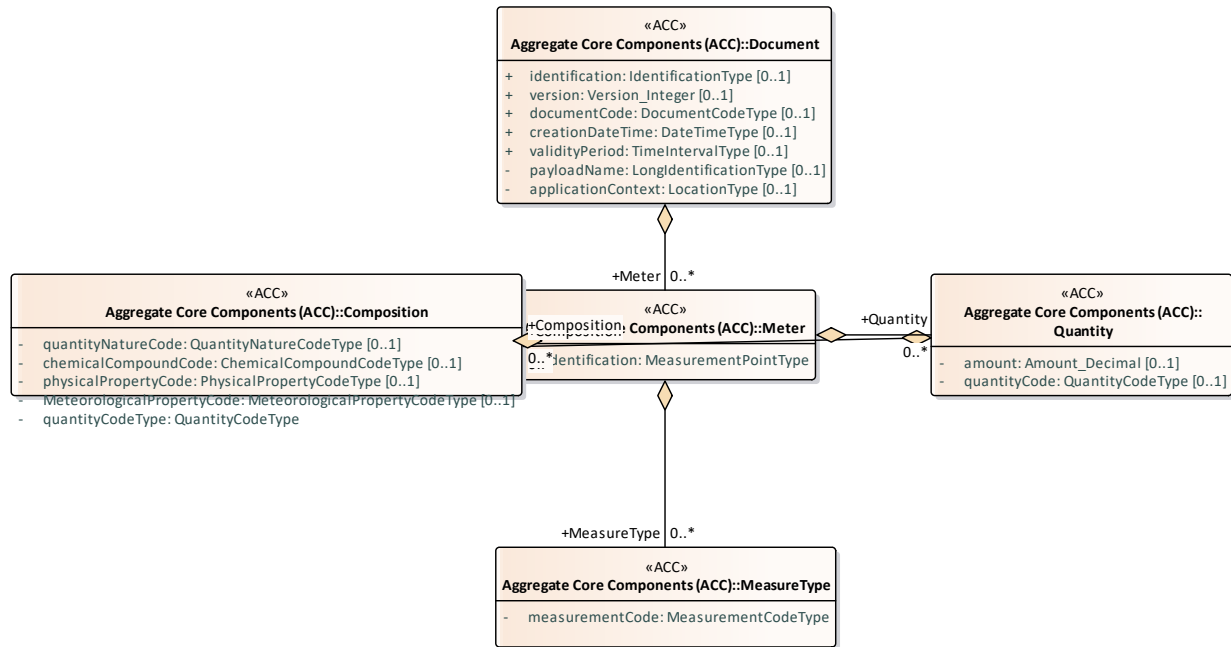 «ACC»
Aggregate Core Components (ACC)::Document
+ identification: IdentificationType [0..1]
+ version: Version_Integer [0..1]
+ documentCode: DocumentCodeType [0..1]
+ creationDateTime: DateTimeType [0..1]
+ validityPeriod: TimeIntervalType [0..1]
- payloadName: LongIdentificationType [0..1]
- applicationContext: LocationType [0..1]
+Meter 0..*
«ACC»
Aggregate Core Components (ACC)::Composition
- quantityNatureCode: QuantityNatureCodeType [0..1]
- chemicalCompoundCode: ChemicalCompoundCodeType [0..1]
- physicalPropertyCode: PhysicalPropertyCodeType [0..1]
- MeteorologicalPropertyCode: MeteorologicalPropertyCodeType [0..1]
- quantityCodeType: QuantityCodeType
+Composition
0..*
«ACC»
Components (ACC)::Meter
dentification: MeasurementPointType
+Quantity
0..*
«ACC»
Aggregate Core Components (ACC)::
Quantity
- amount: Amount_Decimal [0..1]
- quantityCode: QuantityCodeType [0..1]
+MeasureType 0..*
«ACC»
Aggregate Core Components (ACC)::MeasureType
- measurementCode: MeasurementCodeType